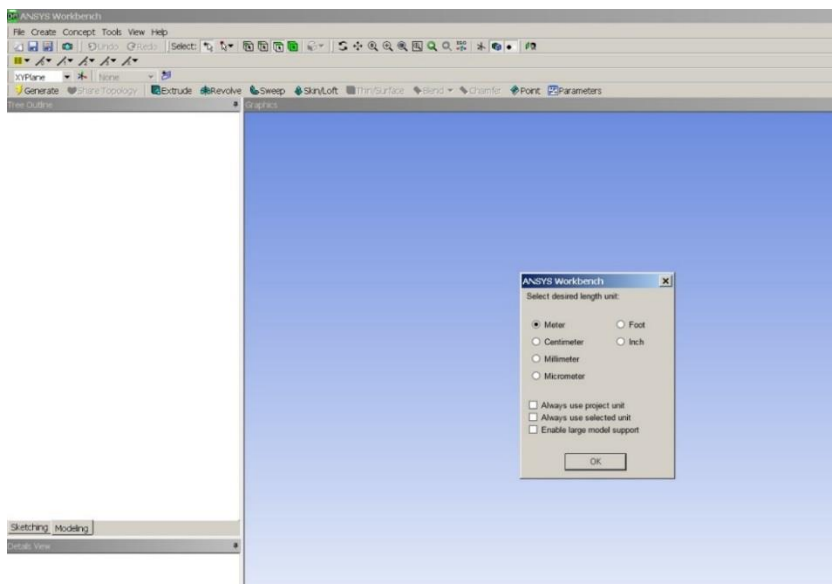 ANSYS Workbench
File Create Concept Tools View Help
Undo Redo Select:
XYPlane None
Generate Share Topology Extrude Revolve Sweep Skin/Loft Thin/Surface Blend Chamfer Point Parameters
Tree Outline
Graphics
ANSYS Workbench
Select desired length unit:
Meter Foot
Centimeter Inch
Millimeter
Micrometer
Always use project unit
Always use selected unit
Enable large model support
OK
Sketching Modeling
Details View